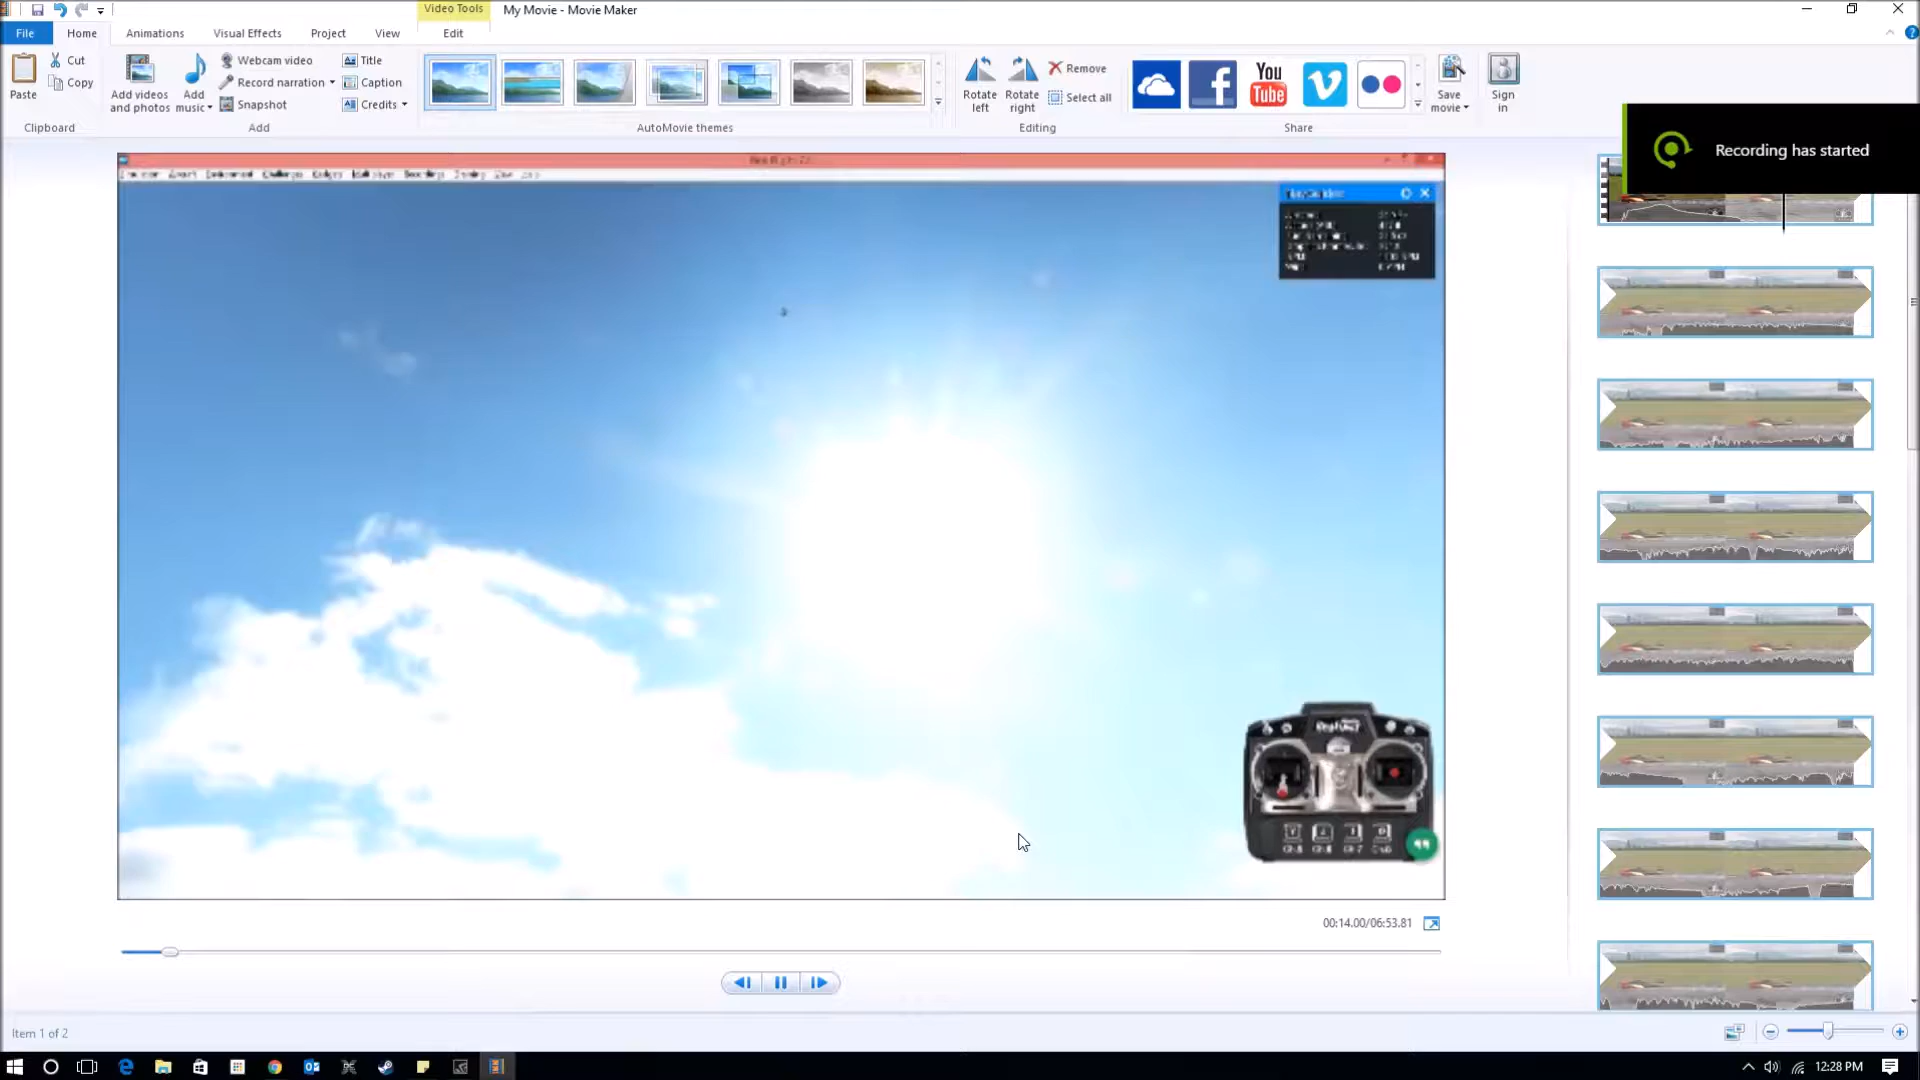 Video Tools
My Movie - Movie Maker
File
Home
Animations
Visual Effects
Project
View
Edit
Paste
Cut
Copy
Clipboard
Add videos
and photos
Add
music
Webcam video
Record narration
Snapshot
Title
Caption
Credits
Add
AutoMovie themes
Rotate
left
Rotate
right
Remove
Select all
Editing
You
Tube
Share
Save
movie
Sign
in
Recording has started
00:14.00/06:53.81
Item 1 of 2
12:28 PM